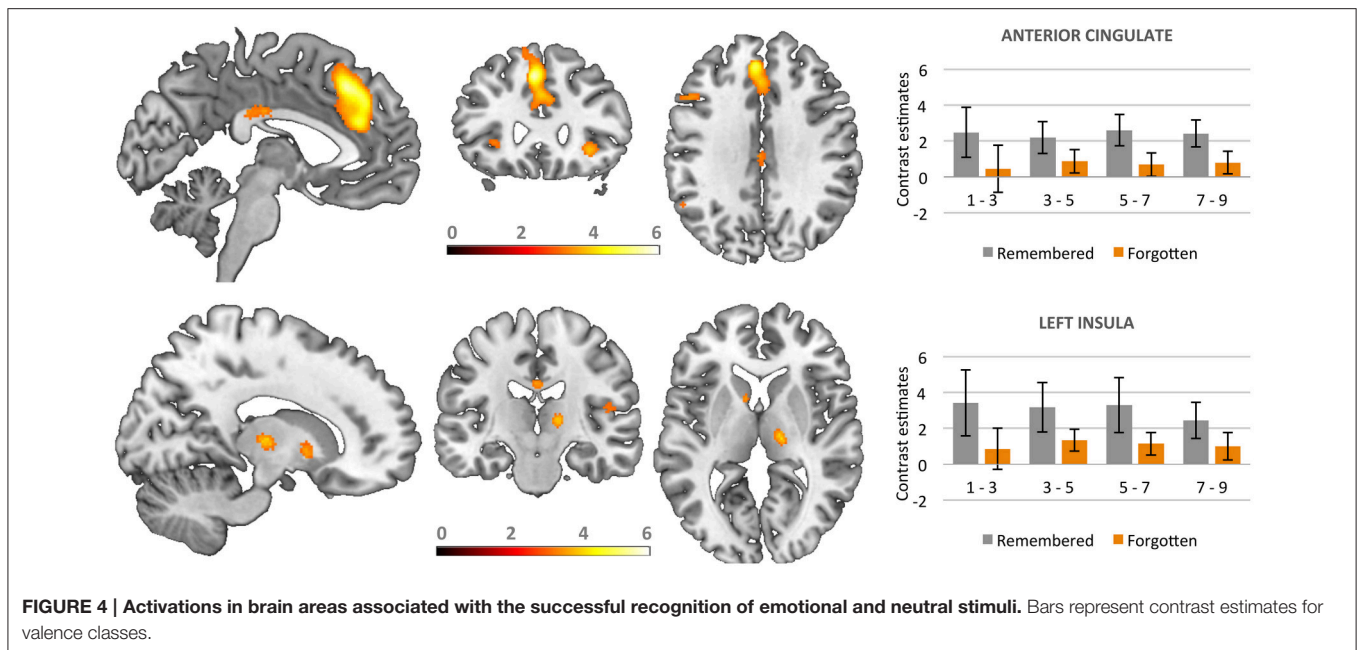 ANTERIOR CINGULATE
Contrast estimates
6
4
2
0
-2
1 - 3 3 - 5 5 - 7 7 - 9
Remembered Forgotten
0 2 4 6
LEFT INSULA
Contrast estimates
6
4
2
0
-2
1 - 3 3 - 5 5 - 7 7 - 9
Remembered Forgotten
0 2 4 6
FIGURE 4 | Activations in brain areas associated with the successful recognition of emotional and neutral stimuli. Bars represent contrast estimates for
valence classes.